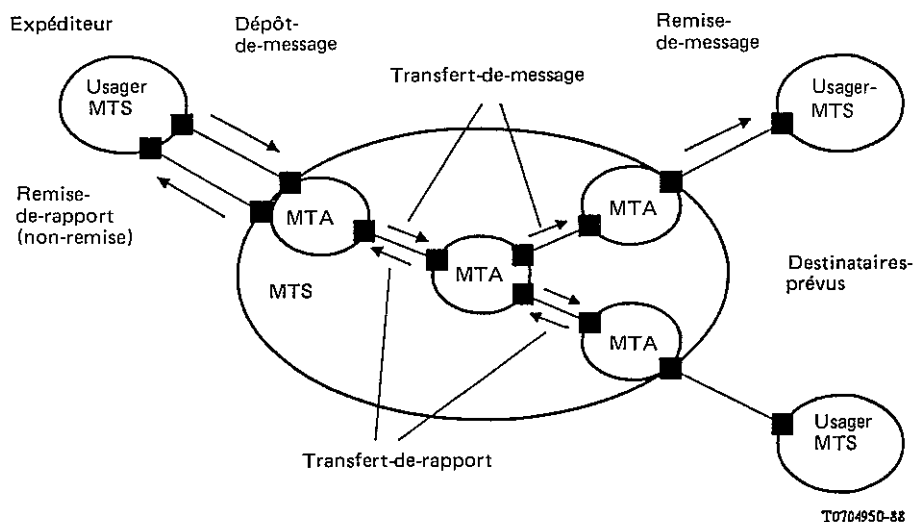 Expéditeur
Dépôt-
de-message
Remise-
de-message
Transfert-de-message
Usager
MTS
Usager-
MTS
Remise-
de-rapport
(non-remise)
MTA
MTA
MTA
MTS
MTA
Destinataires-
prévus
Usager
MTS
Transfert-de-rapport
T0704950-88